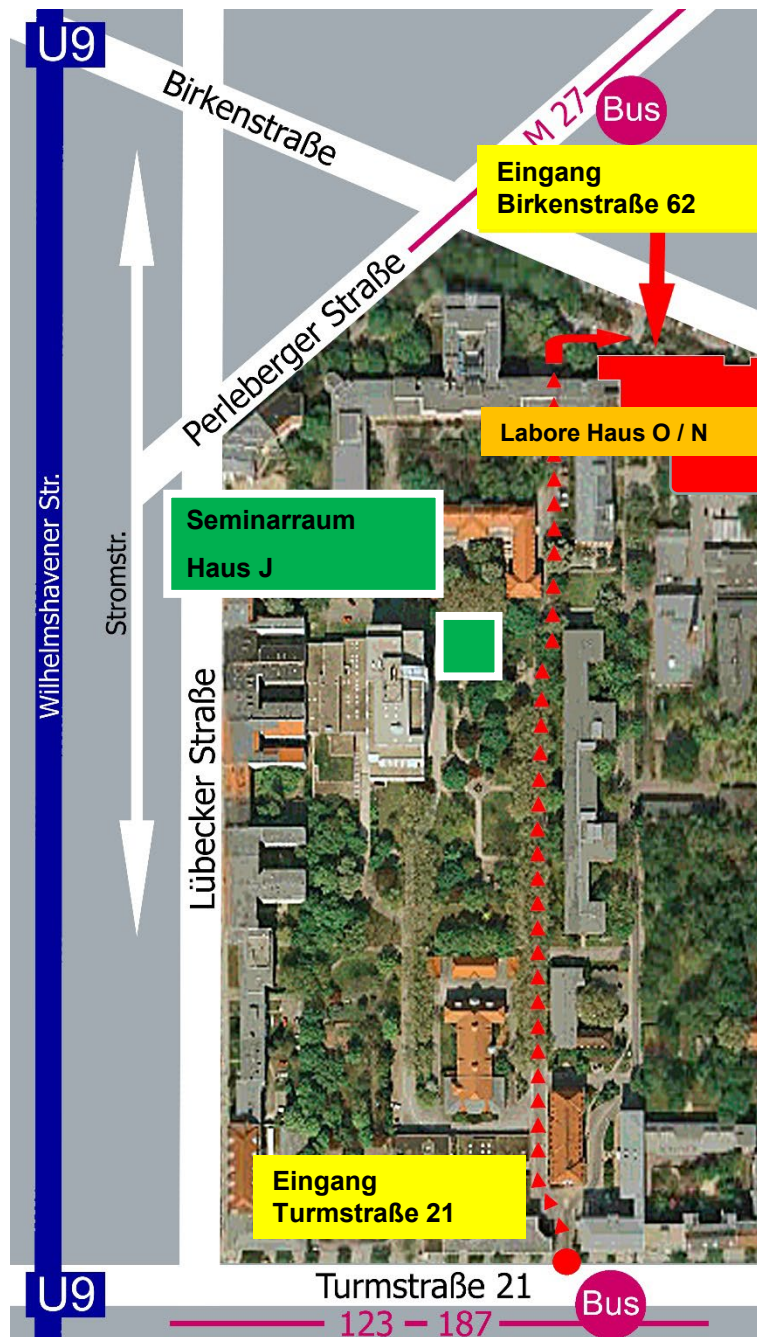 U9
Birkenstraße
M 27
Bus
Eingang
Birkenstraße 62
Perleberger Straße
Labore Haus O / N
Seminarraum
Haus J
Wilhelmshavener Str.
Stromstr.
Lübecker Straße
Eingang
Turmstraße 21
U9
Turmstraße 21
Bus
123 – 187